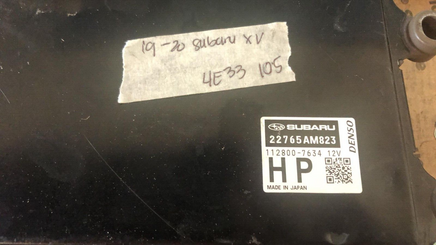 19-20 Subaru XV
4E33 105
SUBARU
22765AM823
112800-7634 12V
DENSO
HP
MADE IN JAPAN